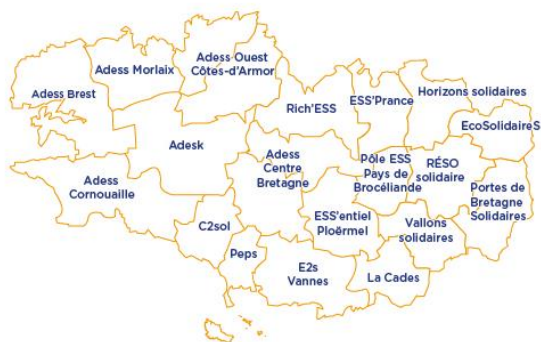 Adess Ouest
Côtes-d'Armor
Adess Morlaix
Adess Brest
Rich'ESS
ESS'Prance
Horizons solidaires
EcoSolidaireS
Adesk
Adess
Centre
Bretagne
Pôle ESS
Pays de
Brocéliande
RÉSO
solidaire
Portes de
Bretagne
Solidaires
Adess
Cornouaille
C2sol
ESS'entiel
Ploërmel
Vallons
solidaires
Peps
E2s
Vannes
La Cades